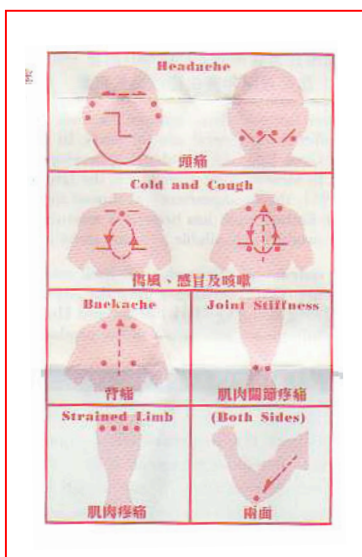 Headache
頭痛
Cold and Cough
傷風、感冒及咳嗽
Backache
背痛
Joint Stiffness
肌肉關節疼痛
Strained Limb
肌肉疼痛
(Both Sides)
兩面